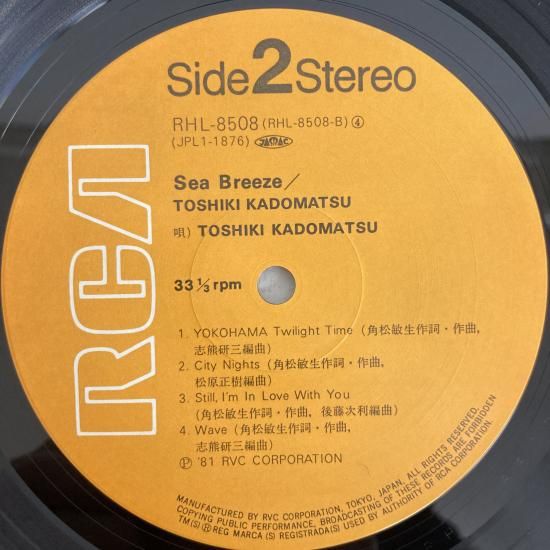 Side 2 Stereo
RHL-8508 (RHL-8508-B) ④
(JPL1-1876) JASRAC
Sea Breeze／
TOSHIKI KADOMATSU
唄) TOSHIKI KADOMATSU
33 1/3 rpm
RCA
1. YOKOHAMA Twilight Time (角松敏生作詞・作曲,
志熊研三編曲)
2. City Nights (角松敏生作詞・作曲,
松原正樹編曲)
3. Still, I'm In Love With You
(角松敏生作詞・作曲, 後藤次利編曲)
4. Wave (角松敏生作詞・作曲,
志熊研三編曲)
Ⓟ '81 RVC CORPORATION
MANUFACTURED BY RVC CORPORATION, TOKYO, JAPAN, ALL RIGHTS RESERVED,
COPYING PUBLIC PERFORMANCE, BROADCASTING OF THESE RECORDS ARE FORBIDDEN
TM(S) ® REG MARCA (S) REGISTRADA(S) USED BY AUTHORITY OF RCA CORPORATION.